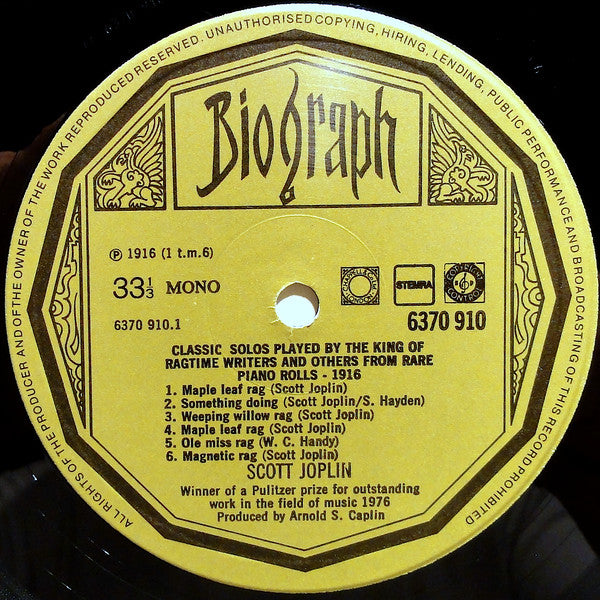 ALL RIGHTS OF THE PRODUCER AND OF THE OWNER OF THE WORK REPRODUCED RESERVED. UNAUTHORISED COPYING, HIRING, LENDING, PUBLIC PERFORMANCE AND BROADCASTING OF THIS RECORD PROHIBITED
Biograph
Ⓟ 1916 (1 t.m.6)
33⅓ MONO
STEMRA
COPYRIGHT CONTROL
6370 910.1
6370 910
CLASSIC SOLOS PLAYED BY THE KING OF
RAGTIME WRITERS AND OTHERS FROM RARE
PIANO ROLLS - 1916
1. Maple leaf rag (Scott Joplin)
2. Something doing (Scott Joplin/S. Hayden)
3. Weeping willow rag (Scott Joplin)
4. Maple leaf rag (Scott Joplin)
5. Ole miss rag (W. C. Handy)
6. Magnetic rag (Scott Joplin)
SCOTT JOPLIN
Winner of a Pulitzer prize for outstanding
work in the field of music 1976
Produced by Arnold S. Caplin